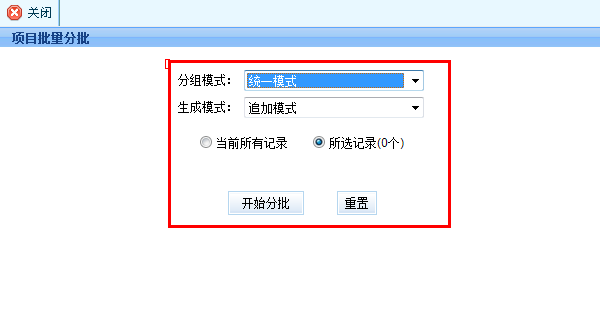 关闭
项目批量分批
分组模式： 统一模式
生成模式： 追加模式
当前所有记录 所选记录(0个)
开始分批 重置